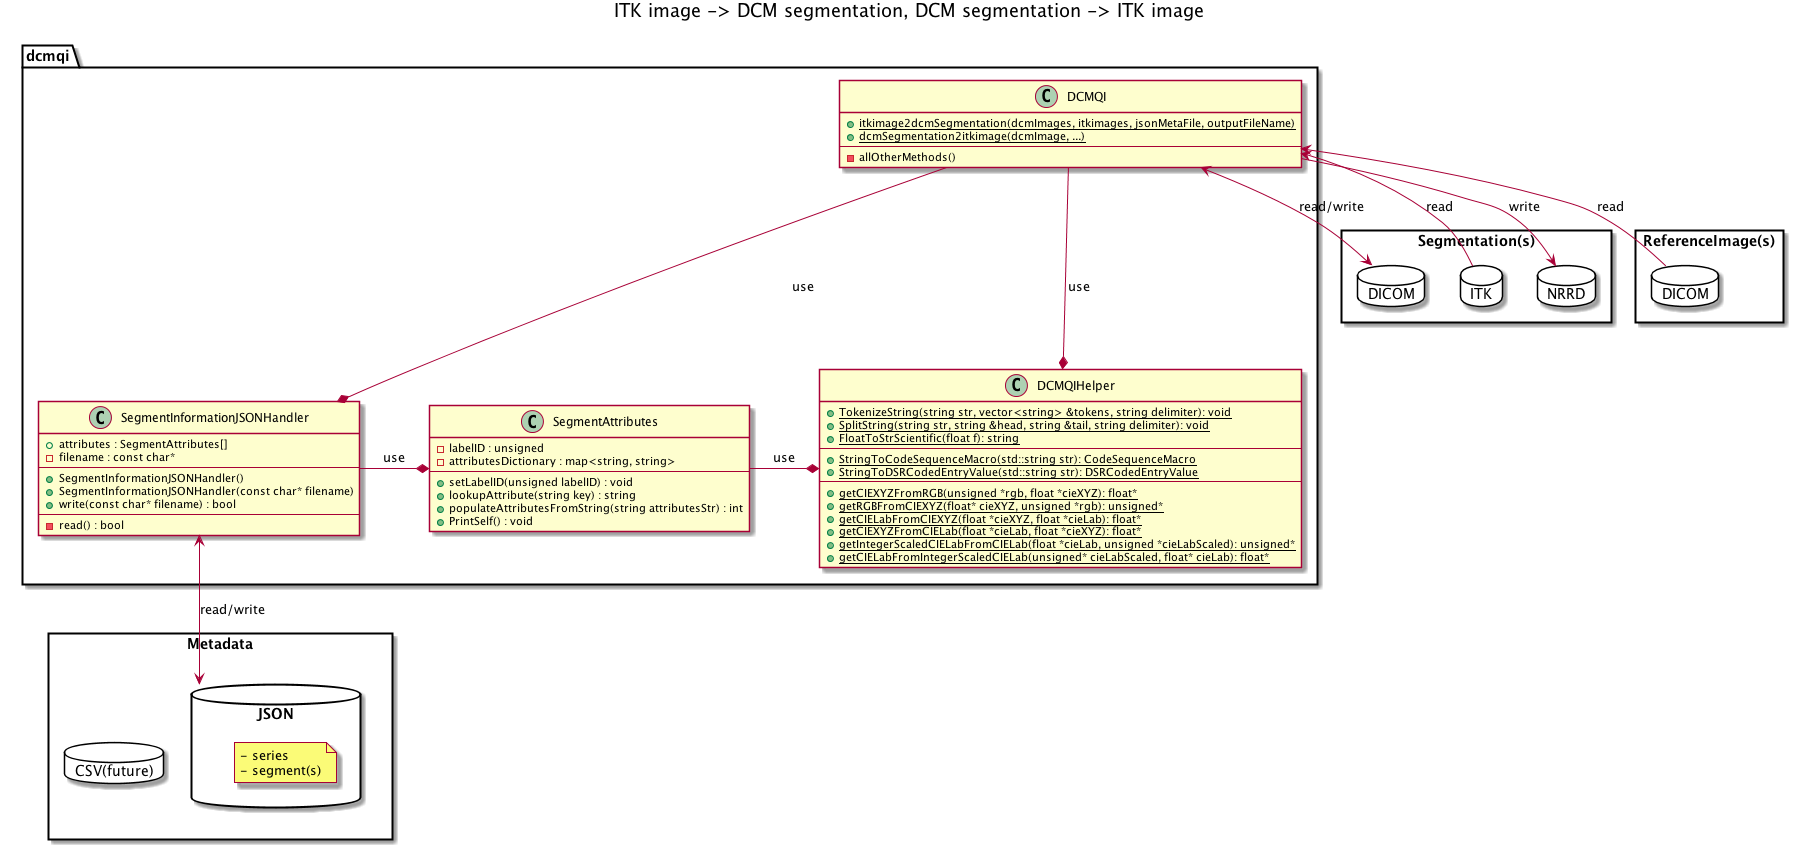 ITK image -> DCM segmentation, DCM segmentation -> ITK image
dcmqi
C DCMQI
itkimage2dcmSegmentation(dcmImages, itkimages, jsonMetaFile, outputFileName)
dcmSegmentation2itkimage(dcmImage, ...)
allOtherMethods()
read/write
read
write
read
Segmentation(s)
DICOM
ITK
NRRD
ReferenceImage(s)
DICOM
use
use
C SegmentInformationJSONHandler
attributes : SegmentAttributes[]
filename : const char*
SegmentInformationJSONHandler()
SegmentInformationJSONHandler(const char* filename)
write(const char* filename) : bool
read() : bool
use
C SegmentAttributes
labelID : unsigned
attributesDictionary : map<string, string>
setLabelID(unsigned labelID) : void
lookupAttribute(string key) : string
populateAttributesFromString(string attributesStr) : int
PrintSelf() : void
use
C DCMQIHelper
TokenizeString(string str, vector<string> &tokens, string delimiter): void
SplitString(string str, string &head, string &tail, string delimiter): void
FloatToStrScientific(float f): string
StringToCodeSequenceMacro(std::string str): CodeSequenceMacro
StringToDSRCodedEntryValue(std::string str): DSRCodedEntryValue
getCIEXYZFromRGB(unsigned *rgb, float *cieXYZ): float*
getRGBFromCIEXYZ(float* cieXYZ, unsigned *rgb): unsigned*
getCIELabFromCIEXYZ(float *cieXYZ, float *cieLab): float*
getCIEXYZFromCIELab(float *cieLab, float *cieXYZ): float*
getIntegerScaledCIELabFromCIELab(float *cieLab, unsigned *cieLabScaled): unsigned*
getCIELabFromIntegerScaledCIELab(unsigned* cieLabScaled, float* cieLab): float*
read/write
Metadata
JSON
- series
- segment(s)
CSV(future)